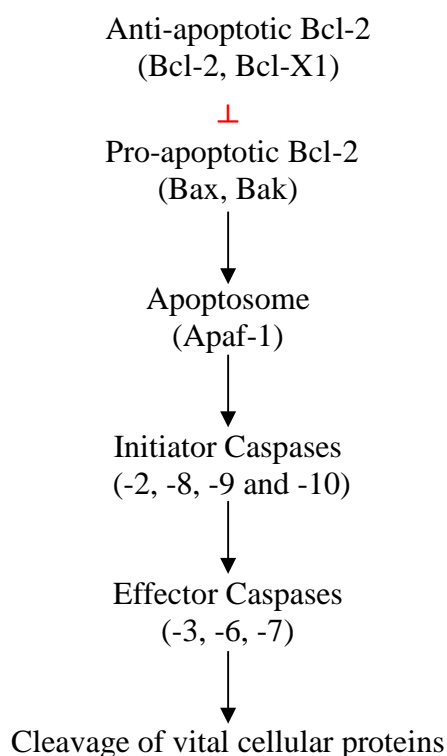 Anti-apoptotic Bcl-2
(Bcl-2, Bcl-X1)
Pro-apoptotic Bcl-2
(Bax, Bak)
Apoptosome
(Apaf-1)
Initiator Caspases
(-2, -8, -9 and -10)
Effector Caspases
(-3, -6, -7)
Cleavage of vital cellular proteins